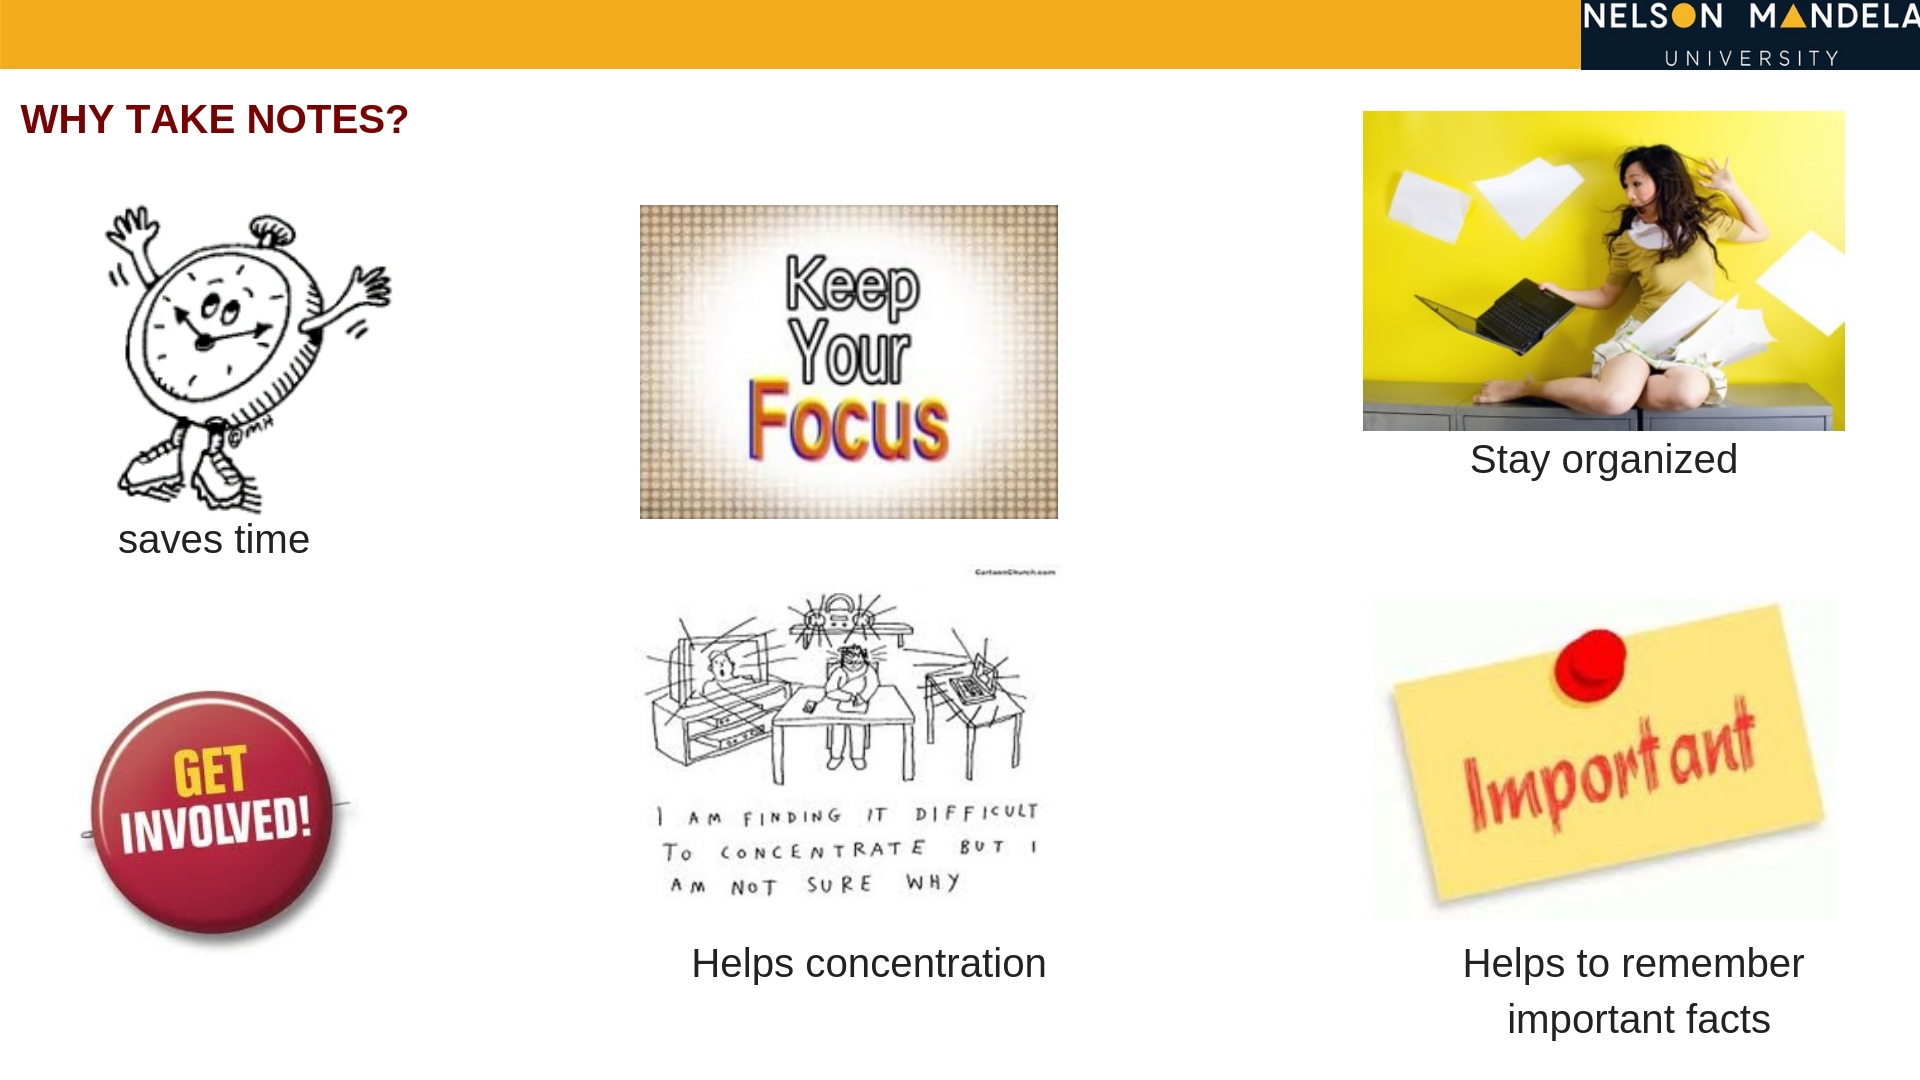 NELSON MANDELA
UNIVERSITY
WHY TAKE NOTES?
©MH
saves time
Keep
Your
Focus
Stay organized
GET
INVOLVED!
CartoonChurch.com
I AM FINDING IT DIFFICULT
TO CONCENTRATE BUT I
AM NOT SURE WHY
Helps concentration
Important
Helps to remember
important facts